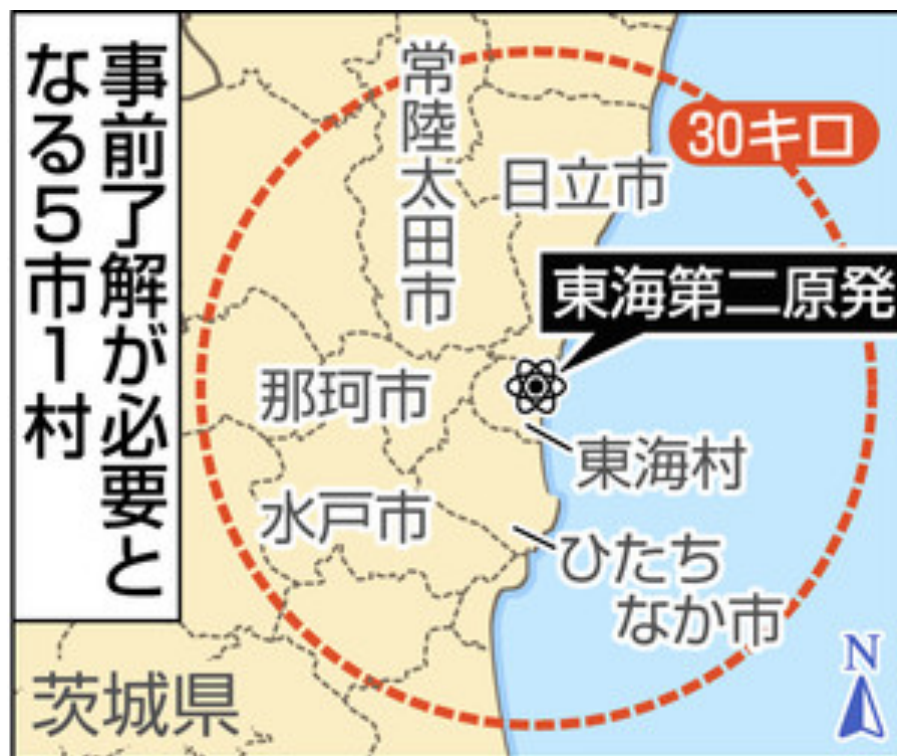 事前了解が必要と
なる5市1村
常陸太田市
日立市
30キロ
東海第二原発
那珂市
東海村
水戸市
ひたち
なか市
茨城県
N